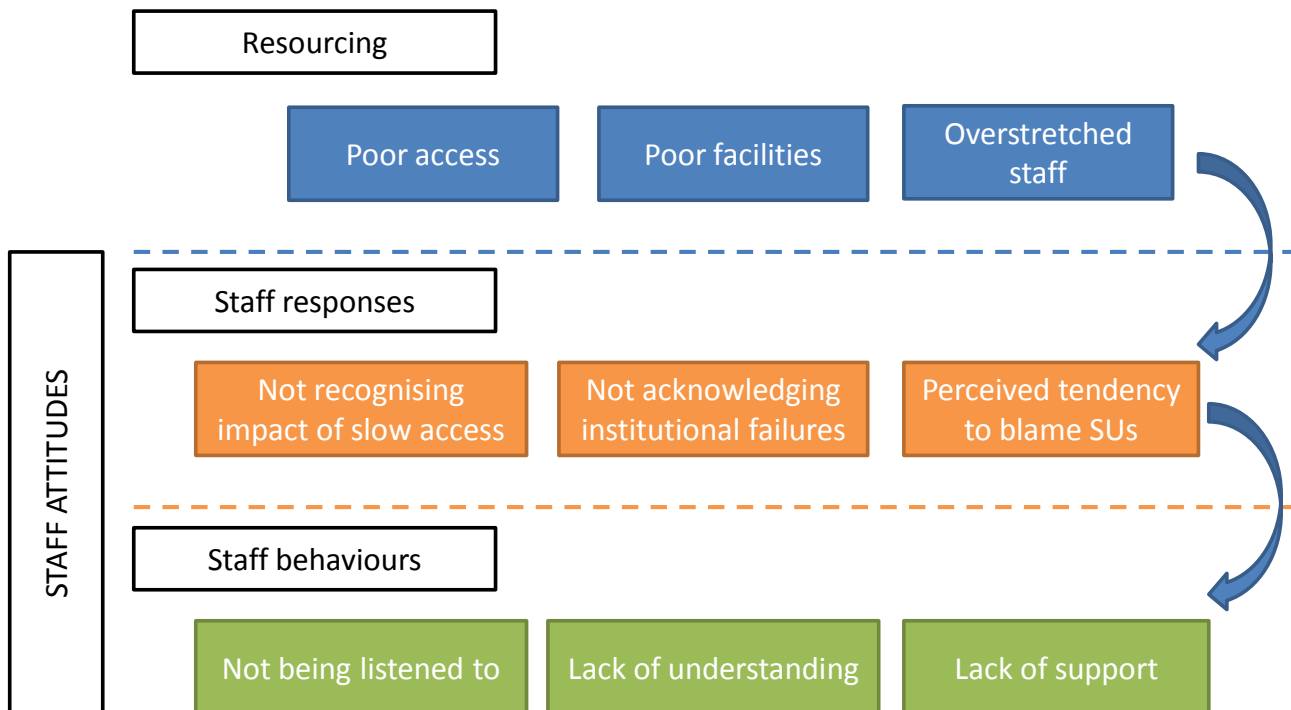 Resourcing
Poor access
Poor facilities
Overstretched
staff
STAFF ATTITUDES
Staff responses
Not recognising
impact of slow access
Not acknowledging
institutional failures
Perceived tendency
to blame SUs
Staff behaviours
Not being listened to
Lack of understanding
Lack of support